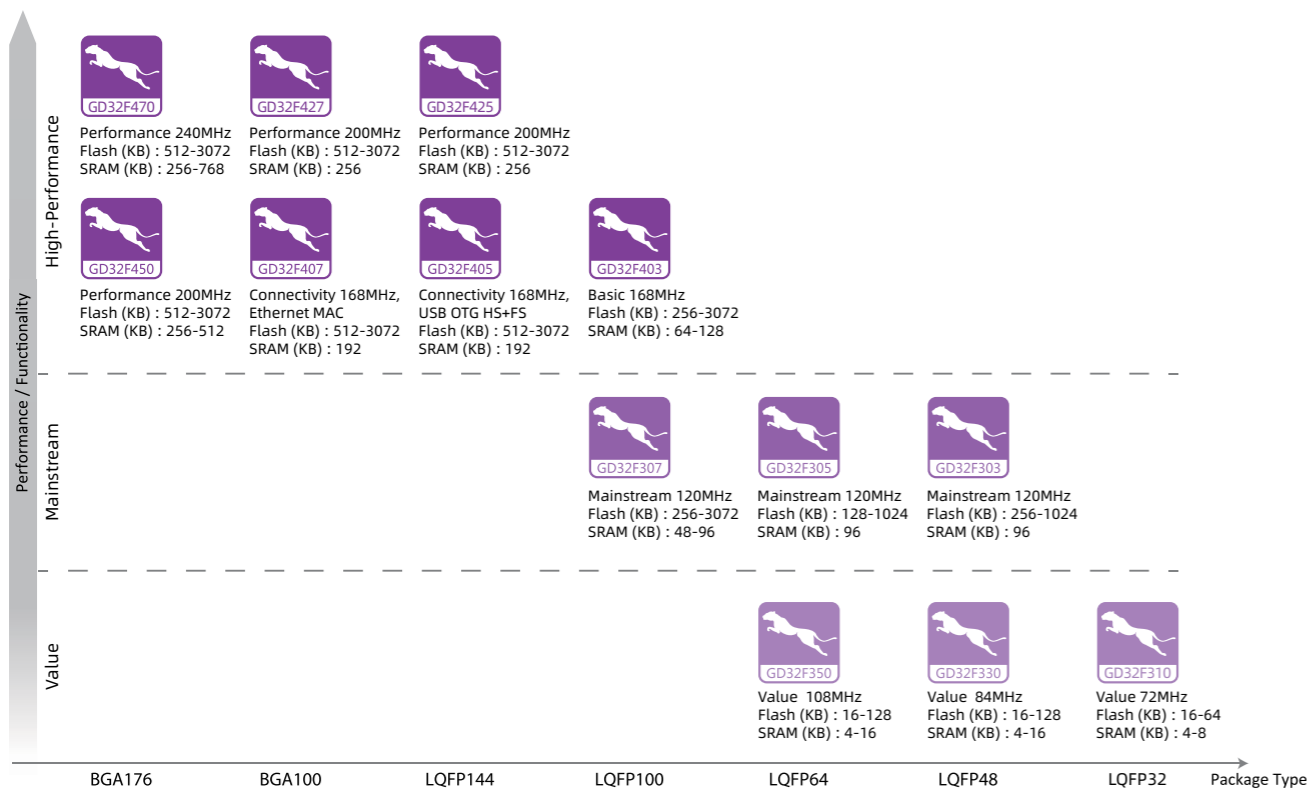 Performance / Functionality
High-Performance
GD32F470
Performance 240MHz
Flash (KB) : 512-3072
SRAM (KB) : 256-768
GD32F427
Performance 200MHz
Flash (KB) : 512-3072
SRAM (KB) : 256
GD32F425
Performance 200MHz
Flash (KB) : 512-3072
SRAM (KB) : 256
GD32F450
Performance 200MHz
Flash (KB) : 512-3072
SRAM (KB) : 256-512
GD32F407
Connectivity 168MHz,
Ethernet MAC
Flash (KB) : 512-3072
SRAM (KB) : 192
GD32F405
Connectivity 168MHz,
USB OTG HS+FS
Flash (KB) : 512-3072
SRAM (KB) : 192
GD32F403
Basic 168MHz
Flash (KB) : 256-3072
SRAM (KB) : 64-128
Mainstream
GD32F307
Mainstream 120MHz
Flash (KB) : 256-3072
SRAM (KB) : 48-96
GD32F305
Mainstream 120MHz
Flash (KB) : 128-1024
SRAM (KB) : 96
GD32F303
Mainstream 120MHz
Flash (KB) : 256-1024
SRAM (KB) : 96
Value
GD32F350
Value 108MHz
Flash (KB) : 16-128
SRAM (KB) : 4-16
GD32F330
Value 84MHz
Flash (KB) : 16-128
SRAM (KB) : 4-16
GD32F310
Value 72MHz
Flash (KB) : 16-64
SRAM (KB) : 4-8
BGA176
BGA100
LQFP144
LQFP100
LQFP64
LQFP48
LQFP32
Package Type